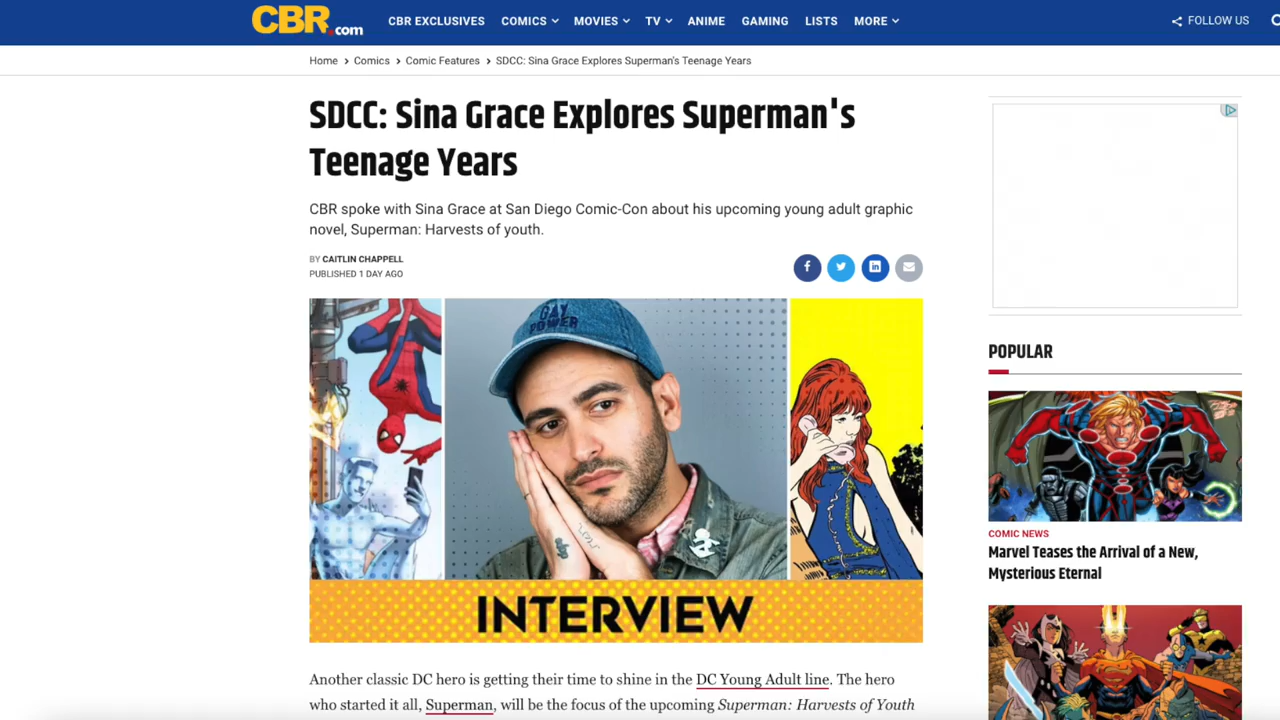 CBR.com
CBR EXCLUSIVES COMICS MOVIES TV ANIME GAMING LISTS MORE FOLLOW US
Home > Comics > Comic Features > SDCC: Sina Grace Explores Superman's Teenage Years
SDCC: Sina Grace Explores Superman's
Teenage Years
CBR spoke with Sina Grace at San Diego Comic-Con about his upcoming young adult graphic
novel, Superman: Harvests of youth.
BY CAITLIN CHAPPELL
PUBLISHED 1 DAY AGO
GAY
POWER
INTERVIEW
Another classic DC hero is getting their time to shine in the DC Young Adult line. The hero
who started it all, Superman, will be the focus of the upcoming Superman: Harvests of Youth
POPULAR
COMIC NEWS
Marvel Teases the Arrival of a New,
Mysterious Eternal